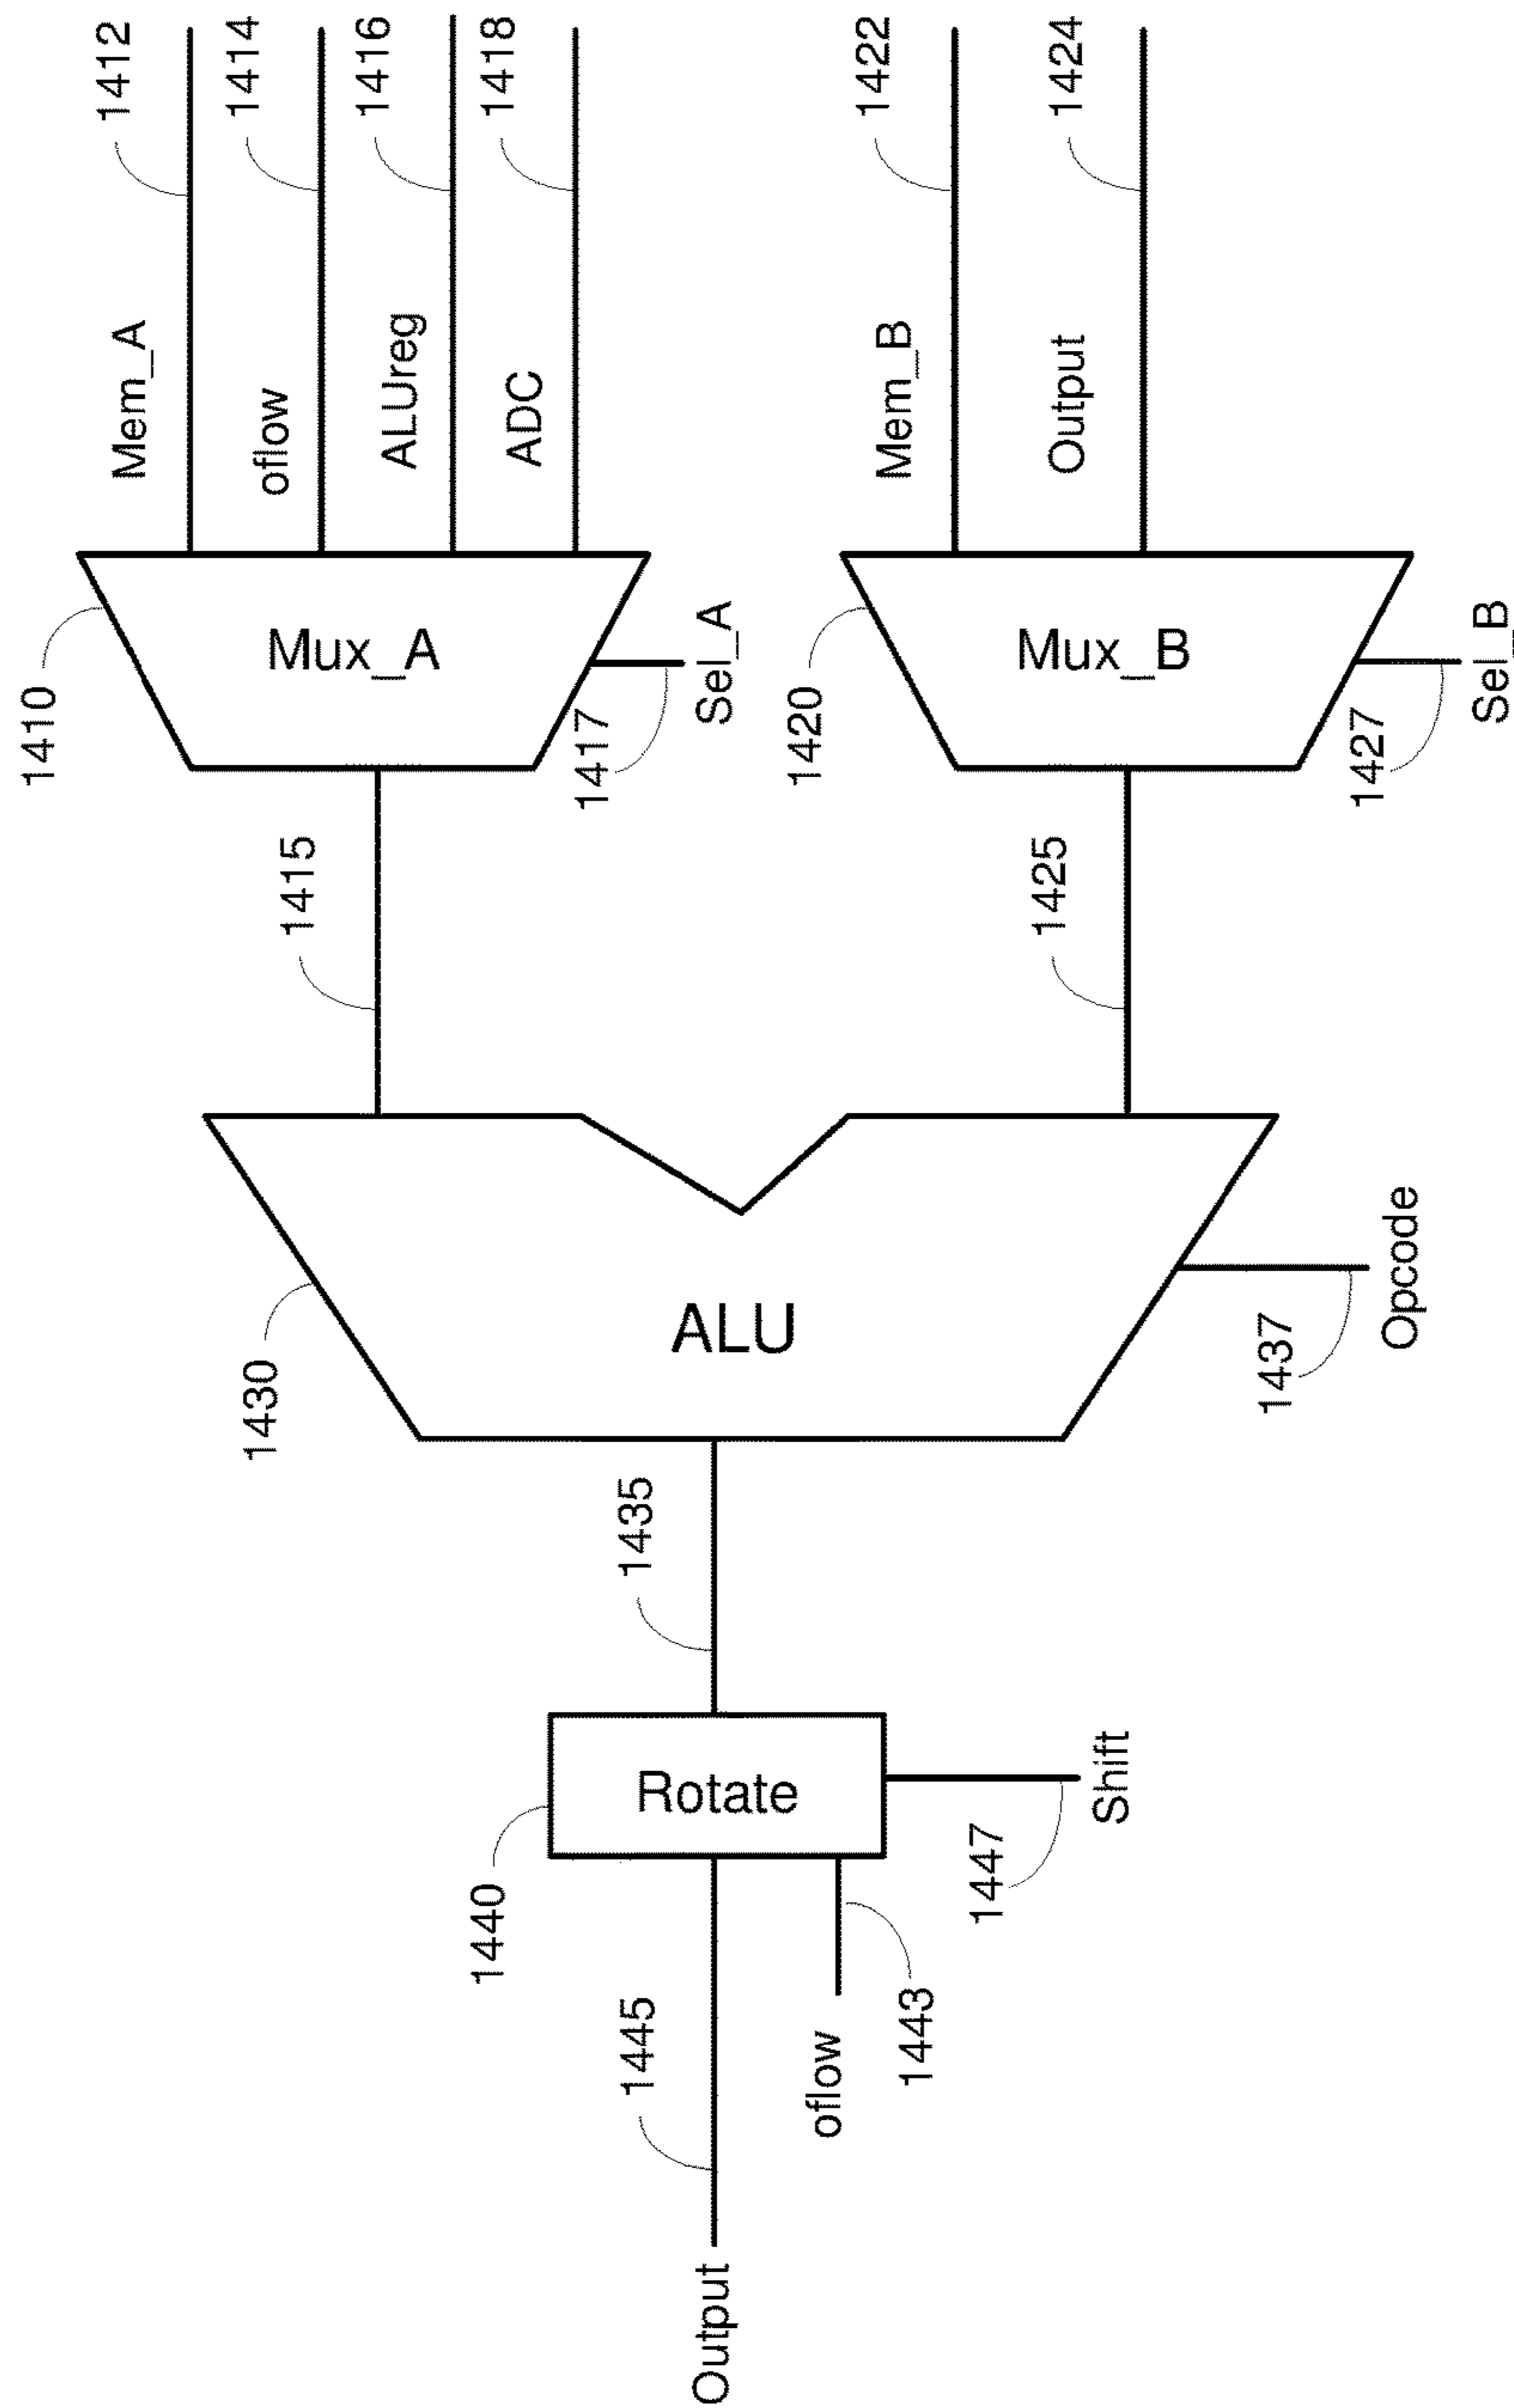 1412
Mem_A
1414
oflow
1416
ALUreg
1418
ADC
1410
Mux_A
1417
Sel_A
1422
Mem_B
1424
Output
1420
Mux_B
1427
Sel_B
1415
1425
1430
ALU
1437
Opcode
1435
1440
Rotate
1447
Shift
1445
Output
oflow
1443